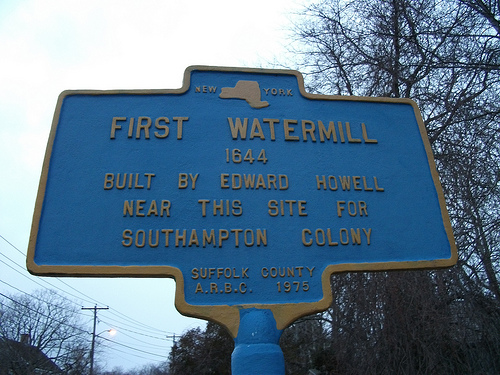 NEW YORK
FIRST WATERMILL
1644
BUILT BY EDWARD HOWELL
NEAR THIS SITE FOR
SOUTHAMPTON COLONY
SUFFOLK COUNTY
A.R.B.C. 1975